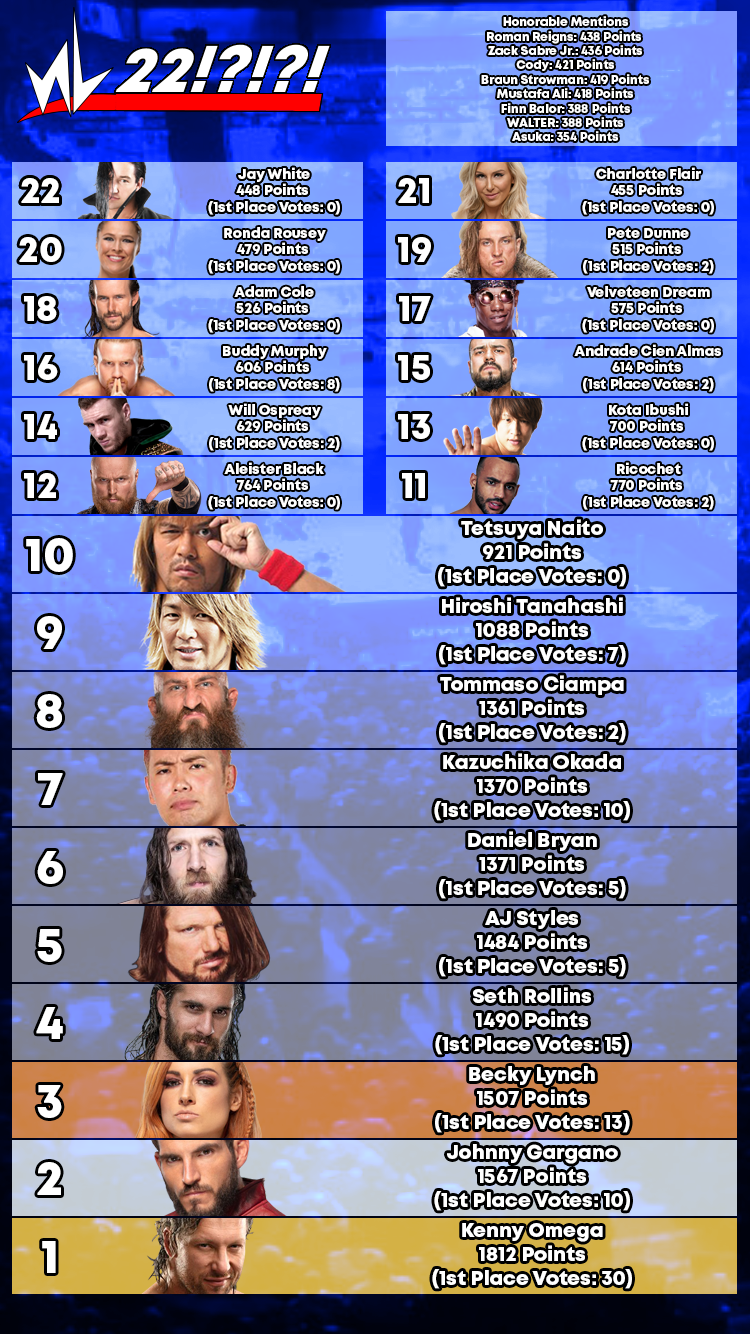 WL 22!?!?!
Honorable Mentions
Roman Reigns: 438 Points
Zack Sabre Jr.: 436 Points
Cody: 421 Points
Braun Strowman: 419 Points
Mustafa Ali: 418 Points
Finn Balor: 388 Points
WALTER: 388 Points
Asuka: 354 Points
22
Jay White
448 Points
(1st Place Votes: 0)
21
Charlotte Flair
455 Points
(1st Place Votes: 0)
20
Ronda Rousey
479 Points
(1st Place Votes: 0)
19
Pete Dunne
515 Points
(1st Place Votes: 2)
18
Adam Cole
526 Points
(1st Place Votes: 0)
17
Velveteen Dream
575 Points
(1st Place Votes: 0)
16
Buddy Murphy
606 Points
(1st Place Votes: 8)
15
Andrade Cien Almas
614 Points
(1st Place Votes: 2)
14
Will Ospreay
629 Points
(1st Place Votes: 2)
13
Kota Ibushi
700 Points
(1st Place Votes: 0)
12
Aleister Black
764 Points
(1st Place Votes: 0)
11
Ricochet
770 Points
(1st Place Votes: 2)
10
Tetsuya Naito
921 Points
(1st Place Votes: 0)
9
Hiroshi Tanahashi
1088 Points
(1st Place Votes: 7)
8
Tommaso Ciampa
1361 Points
(1st Place Votes: 2)
7
Kazuchika Okada
1370 Points
(1st Place Votes: 10)
6
Daniel Bryan
1371 Points
(1st Place Votes: 5)
5
AJ Styles
1484 Points
(1st Place Votes: 5)
4
Seth Rollins
1490 Points
(1st Place Votes: 15)
3
Becky Lynch
1507 Points
(1st Place Votes: 13)
2
Johnny Gargano
1567 Points
(1st Place Votes: 10)
1
Kenny Omega
1812 Points
(1st Place Votes: 30)